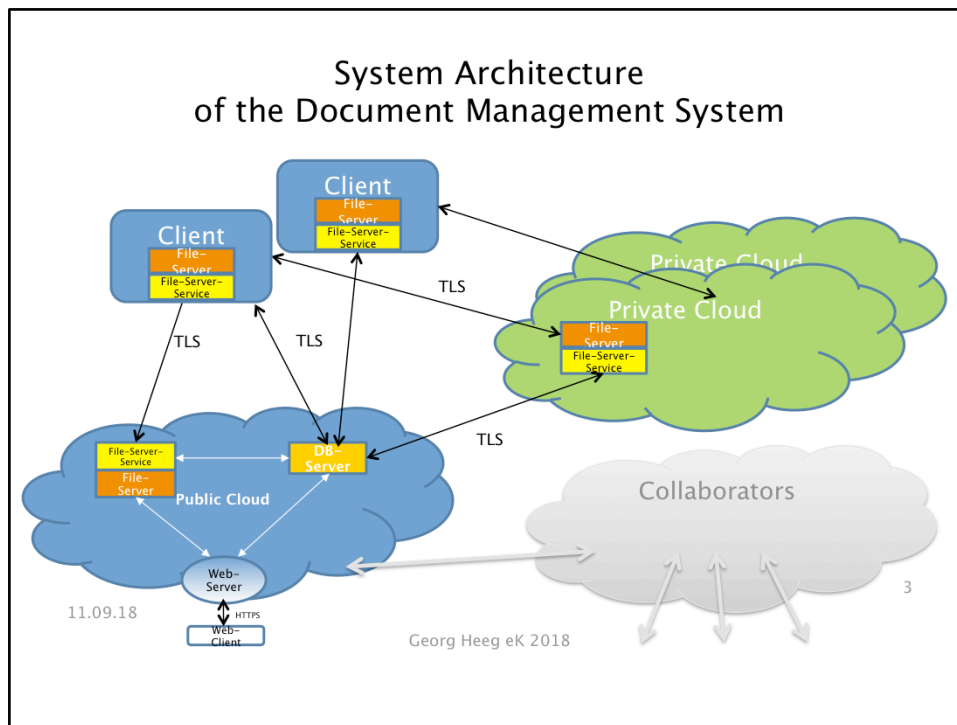 System Architecture
of the Document Management System
Client
File-
Server
File-Server-
Service
Client
File-
Server
File-Server-
Service
Private Cloud
Private Cloud
File-
Server
File-Server-
Service
TLS
TLS
TLS
TLS
File-Server-
Service
File-
Server
DB-
Server
Public Cloud
Web-
Server
HTTPS
Web-
Client
Collaborators
11.09.18
Georg Heeg eK 2018
3